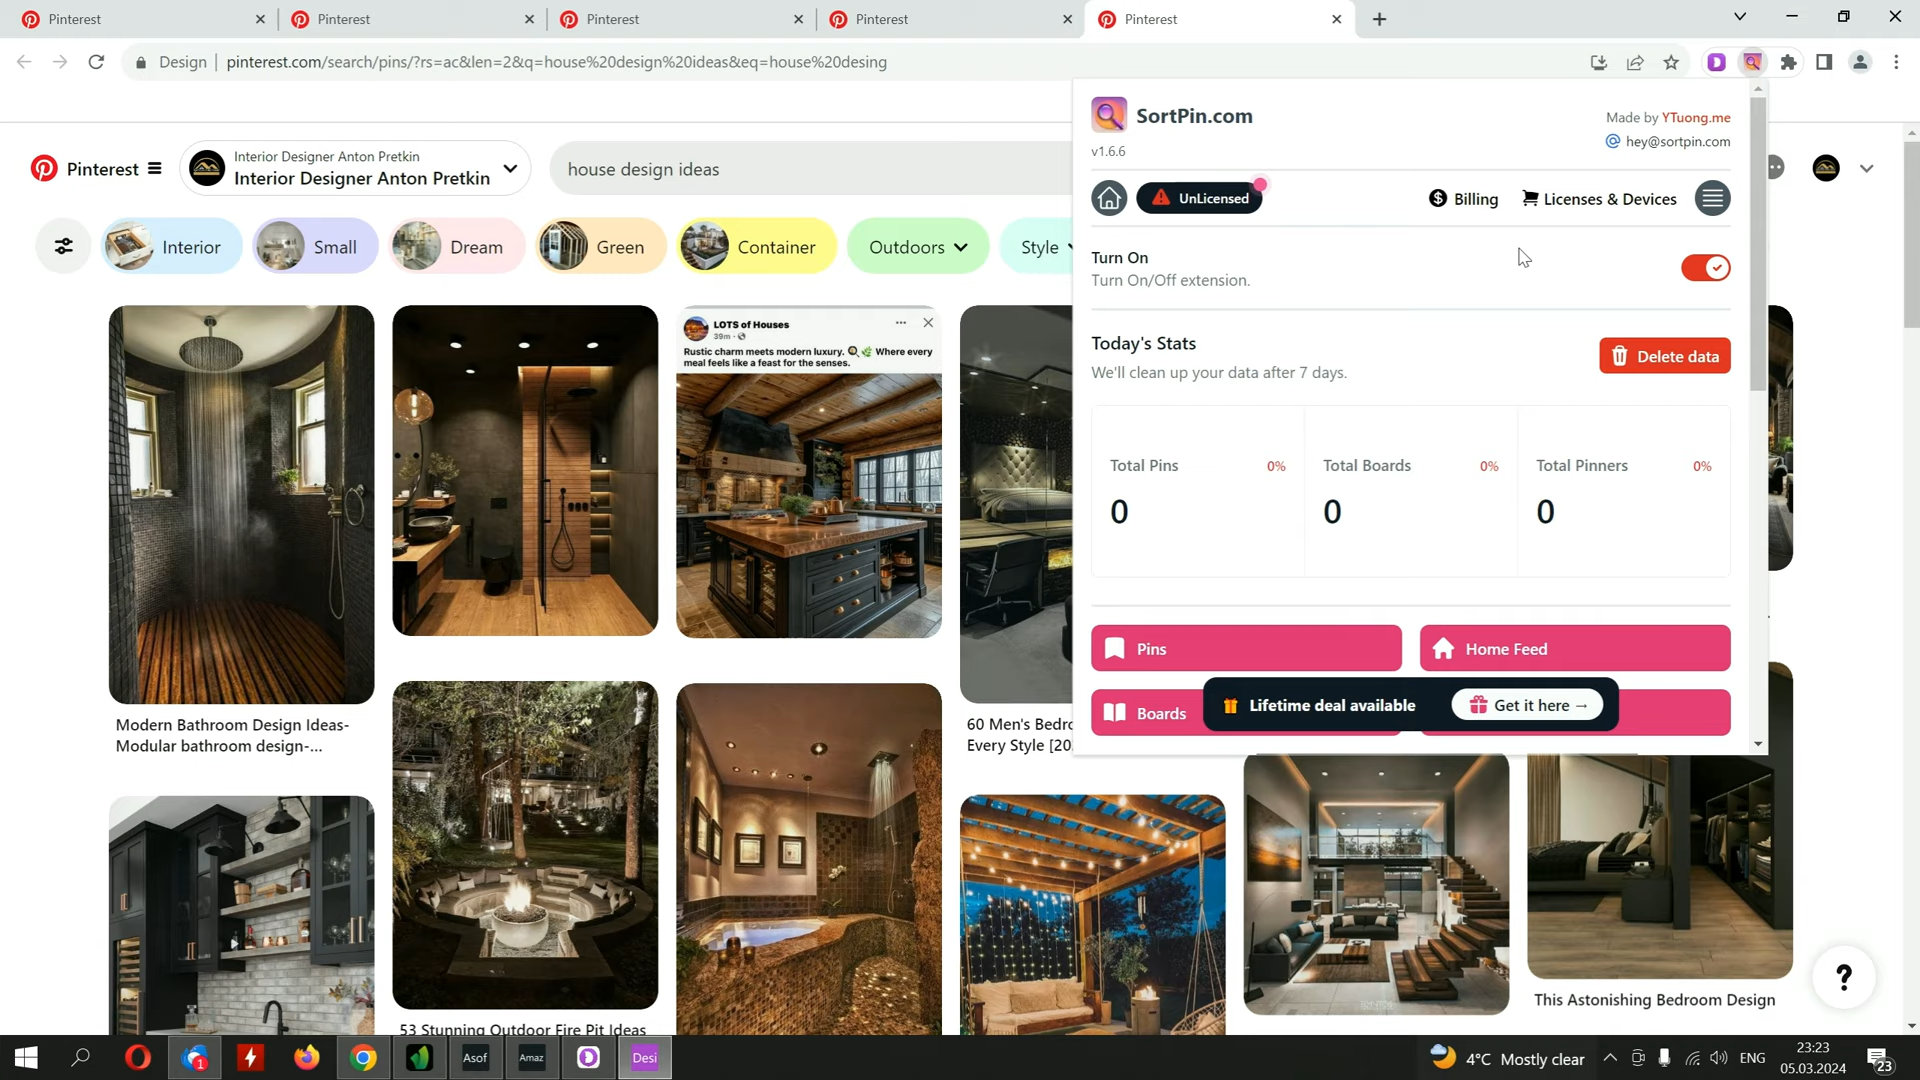 Pinterest
Pinterest
Pinterest
Pinterest
Pinterest
Design
pinterest.com/search/pins/?rs=ac&len=2&q=house%20design%20ideas&eq=house%20desing
Pinterest
Interior Designer Anton Pretkin
Interior Designer Anton Pretkin
house design ideas
Interior
Small
Dream
Green
Container
Outdoors
Style
LOTS of Houses
39m
Rustic charm meets modern luxury. Where every
meal feels like a feast for the senses.
Modern Bathroom Design Ideas-
Modular bathroom design-...
60 Men's Bedro
Every Style [20
53 Stunning Outdoor Fire Pit Ideas
This Astonishing Bedroom Design
?
SortPin.com
v1.6.6
Made by YTuong.me
hey@sortpin.com
UnLicensed
Billing
Licenses & Devices
Turn On
Turn On/Off extension.
Today's Stats
We'll clean up your data after 7 days.
Delete data
Total Pins 0%
0
Total Boards 0%
0
Total Pinners 0%
0
Pins
Home Feed
Boards
Lifetime deal available
Get it here →
1
Asof
Amaz
Desi
4°C Mostly clear
ENG
23:23
05.03.2024
23